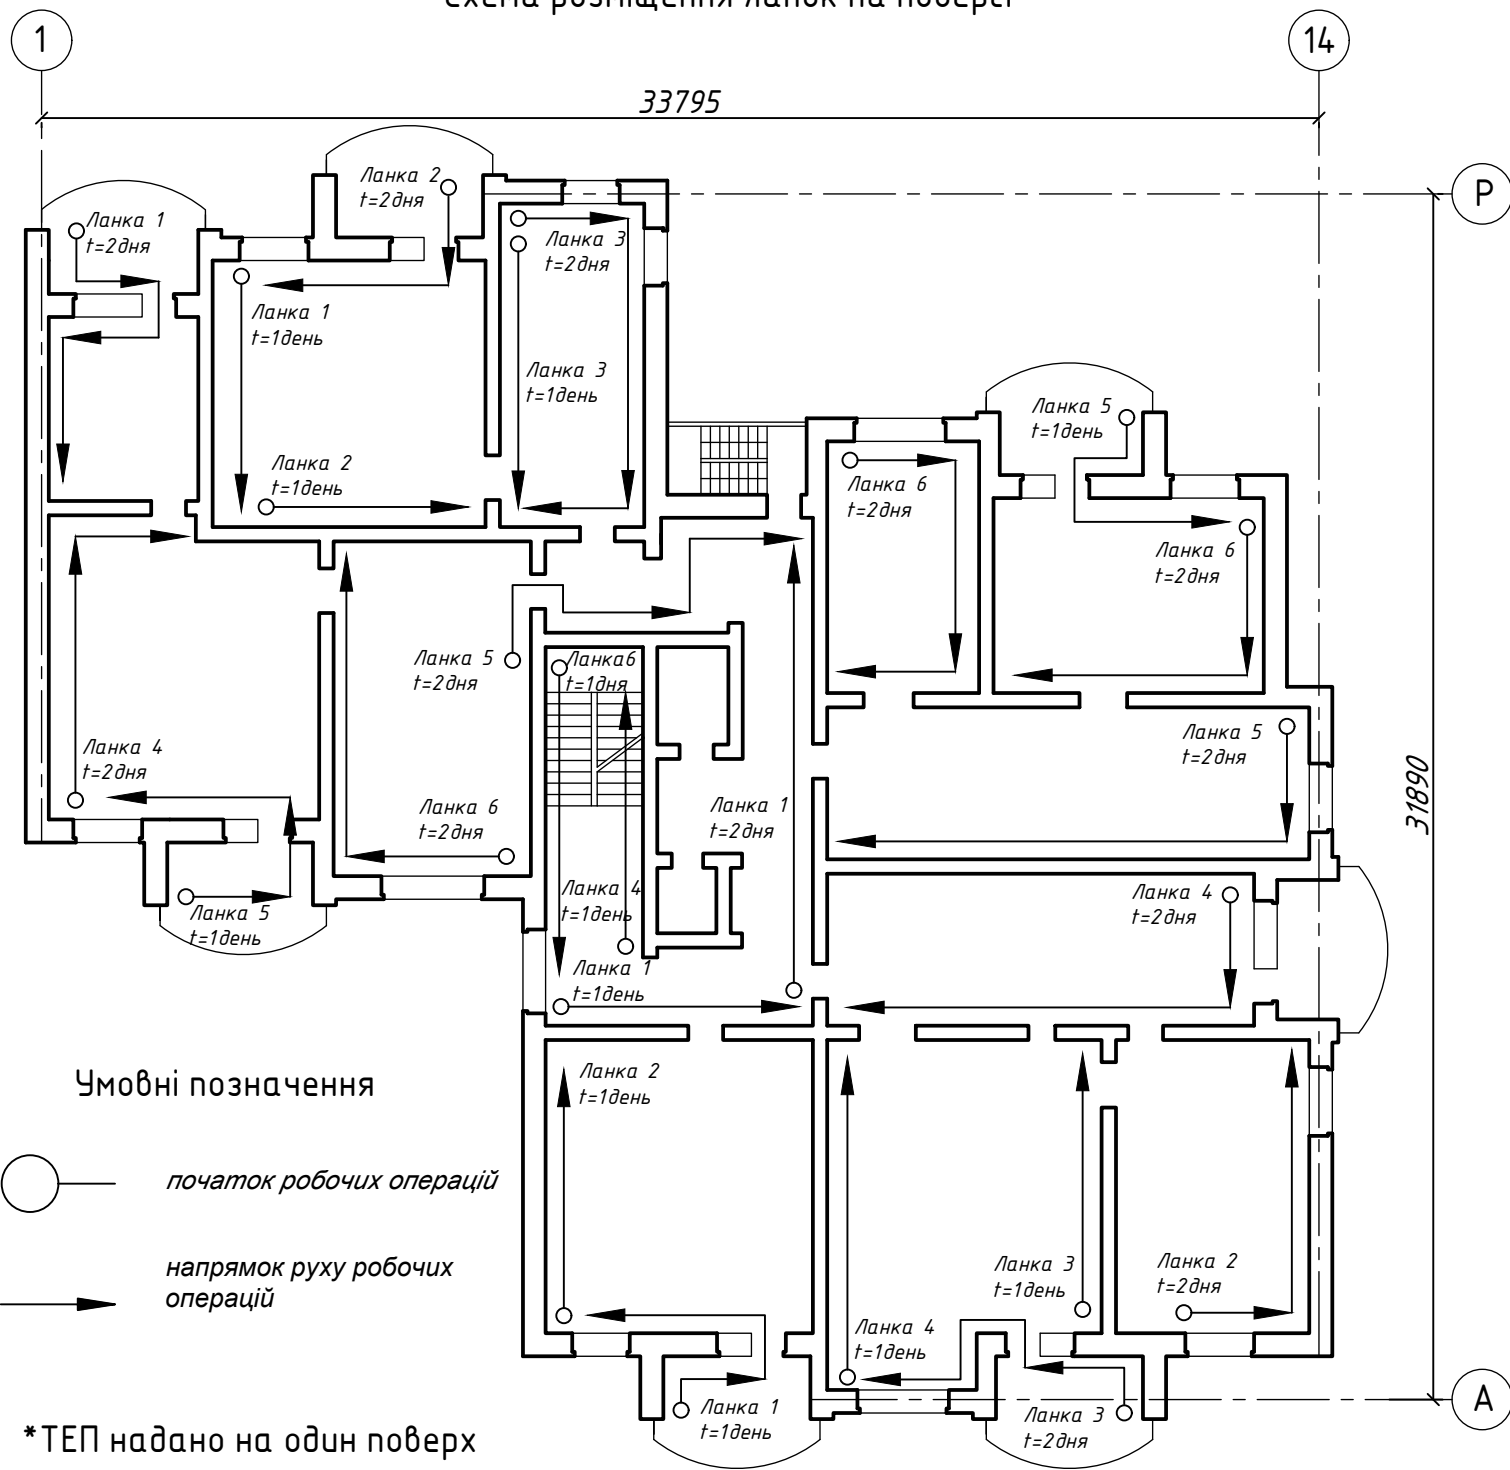 Схема розміщення ланок на поверсі
1
14
33795
Р
Ланка 2
t=2дня
Ланка 1
t=2дня
Ланка 3
t=2дня
Ланка 1
t=1день
Ланка 3
t=1день
Ланка 5
t=1день
Ланка 2
t=1день
Ланка 6
t=2дня
Ланка 6
t=2дня
Ланка 5
t=2дня
Ланка6
t=1дня
Ланка 5
t=2дня
Ланка 4
t=2дня
Ланка 6
t=2дня
Ланка 1
t=2дня
31890
Ланка 4
t=1день
Ланка 4
t=2дня
Ланка 5
t=1день
Ланка 1
t=1день
Ланка 2
t=1день
Умовні позначення
початок робочих операцій
напрямок руху робочих
операцій
Ланка 3
t=1день
Ланка 2
t=2дня
Ланка 4
t=1день
Ланка 1
t=1день
Ланка 3
t=2дня
А
*ТЕП надано на один поверх